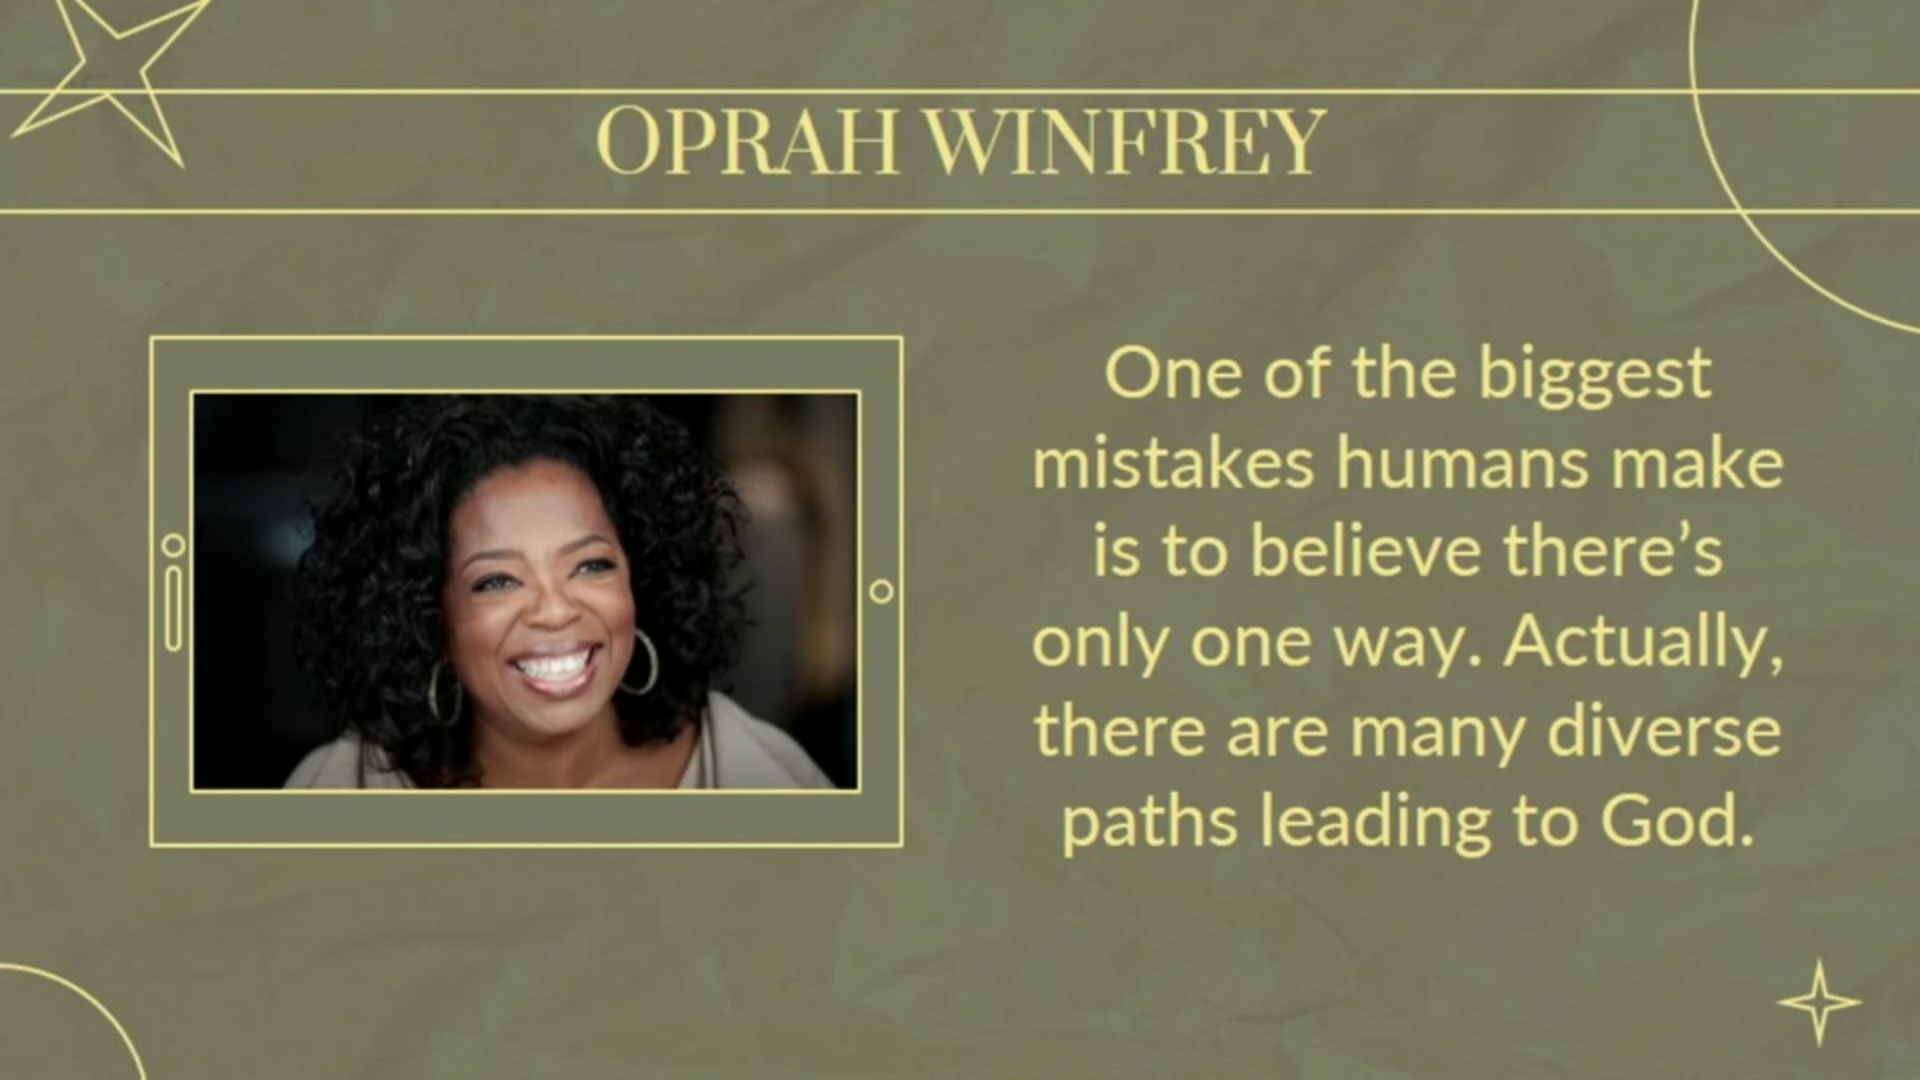 OPRAH WINFREY
One of the biggest
mistakes humans make
is to believe there’s
only one way. Actually,
there are many diverse
paths leading to God.